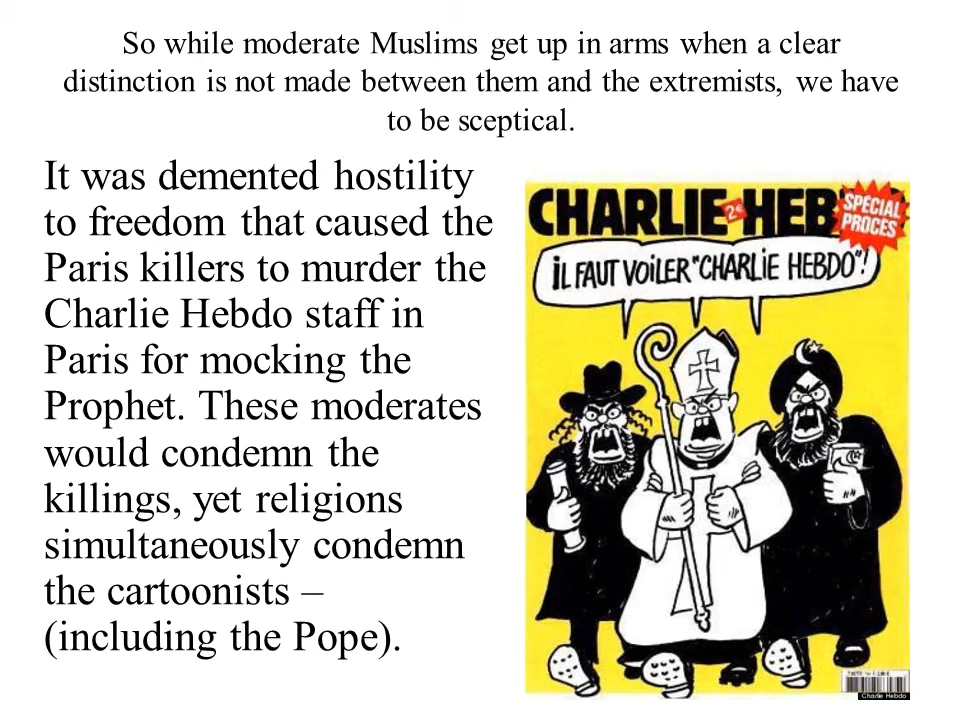 So while moderate Muslims get up in arms when a clear
distinction is not made between them and the extremists, we have
to be sceptical.
It was demented hostility
to freedom that caused the
Paris killers to murder the
Charlie Hebdo staff in
Paris for mocking the
Prophet. These moderates
would condemn the
killings, yet religions
simultaneously condemn
the cartoonists –
(including the Pope).
CHARLIE HEB
2€
SPÉCIAL
PROCÈS
IL FAUT VOILER "CHARLIE HEBDO"!
Charlie Hebdo